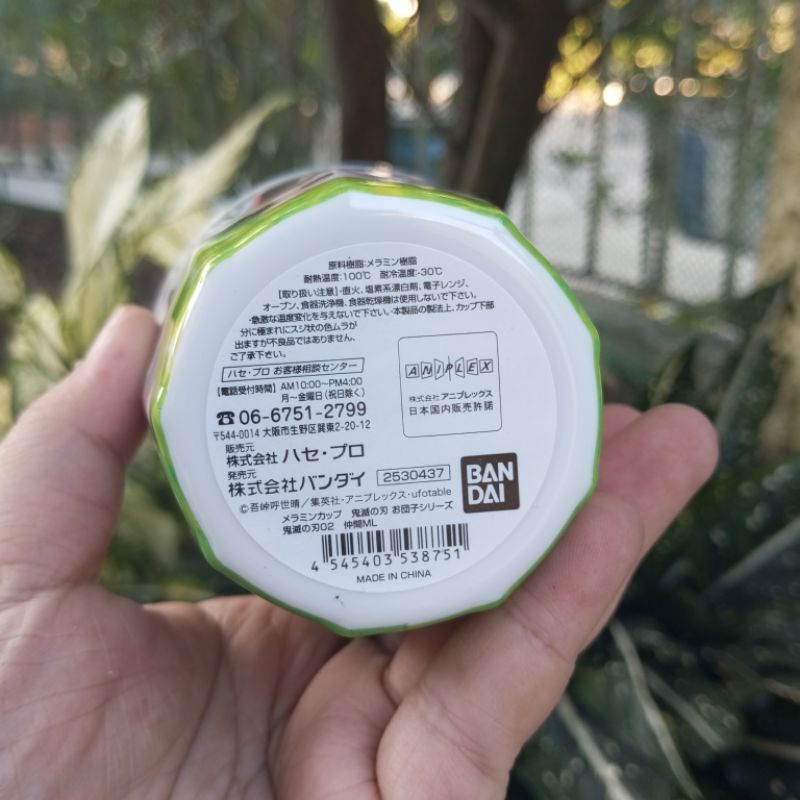 原料樹脂:メラミン樹脂
耐熱温度:100℃ 耐冷温度:-30℃
【取り扱い注意】・直火、塩素系漂白剤、電子レンジ、
オーブン、食器洗浄機、食器乾燥機は使用しないで下さい。
・急激な温度変化を与えないで下さい。・本製品の製法上、カップ下部
分に極まれにスジ状の色ムラが
出ますが不良品ではありません、
ご了承下さい。
ハセ・プロ お客様相談センター
【電話受付時間】 AM10:00~PM4:00
月~金曜日(祝日除く)
☎06-6751-2799
〒544-0014 大阪市生野区巽東2-20-12
販売元
株式会社 ハセ・プロ
発売元
株式会社バンダイ 2530437
©吾峠呼世晴/集英社・アニプレックス・ufotable
メラミンカップ 鬼滅の刃 お団子シリーズ
鬼滅の刃02 仲間ML
4 545403 538751
MADE IN CHINA
ANIPLEX
株式会社 アニプレックス
日本国内販売許諾
BAN
DAI